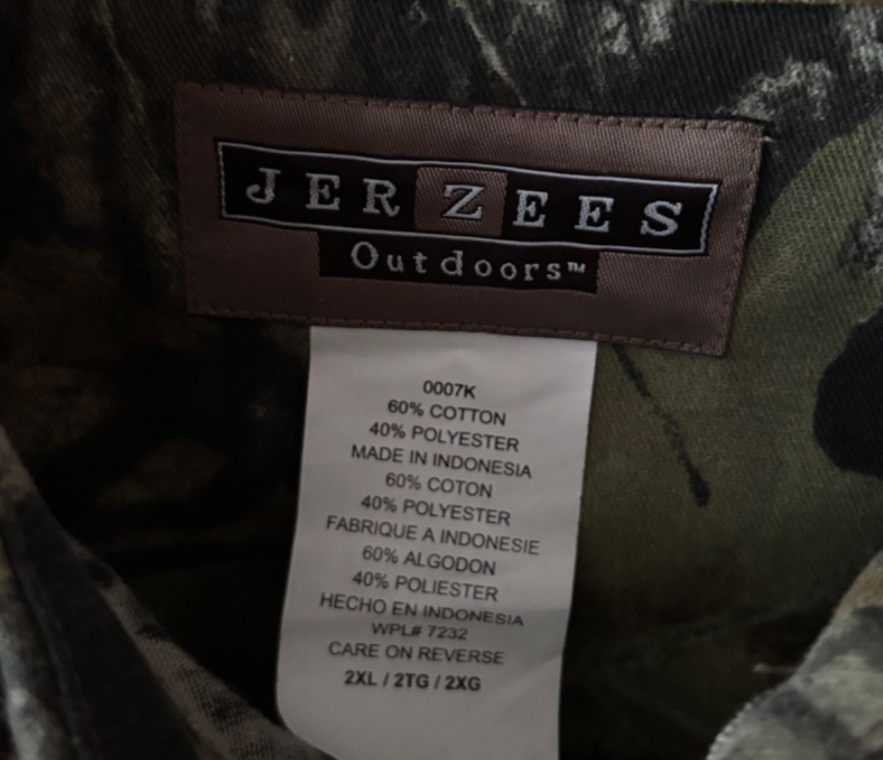 JERZEES
Outdoors™
0007K
60% COTTON
40% POLYESTER
MADE IN INDONESIA
60% COTON
40% POLYESTER
FABRIQUE A INDONESIE
60% ALGODON
40% POLIESTER
HECHO EN INDONESIA
WPL# 7232
CARE ON REVERSE
2XL / 2TG / 2XG